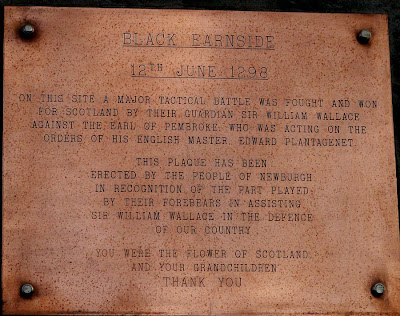 BLACK EARNSIDE
12TH JUNE 1298
ON THIS SITE A MAJOR TACTICAL BATTLE WAS FOUGHT AND WON
FOR SCOTLAND BY THEIR GUARDIAN SIR WILLIAM WALLACE
AGAINST THE EARL OF PEMBROKE, WHO WAS ACTING ON THE
ORDERS OF HIS ENGLISH MASTER, EDWARD PLANTAGENET.
THIS PLAQUE HAS BEEN
ERECTED BY THE PEOPLE OF NEWBURGH
IN RECOGNITION OF THE PART PLAYED
BY THEIR FOREBEARS IN ASSISTING
SIR WILLIAM WALLACE IN THE DEFENCE
OF OUR COUNTRY
YOU WERE THE FLOWER OF SCOTLAND,
AND YOUR GRANDCHILDREN
THANK YOU